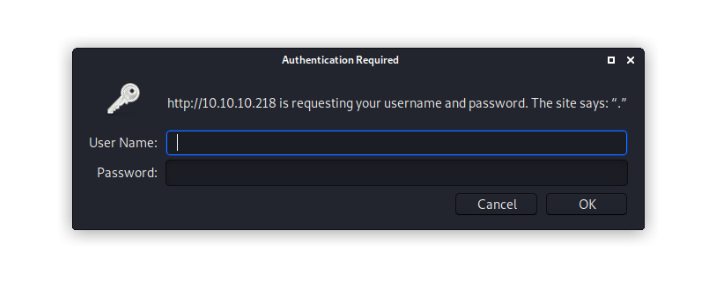 Authentication Required
http://10.10.10.218 is requesting your username and password. The site says: “.”
User Name:
Password:
Cancel OK